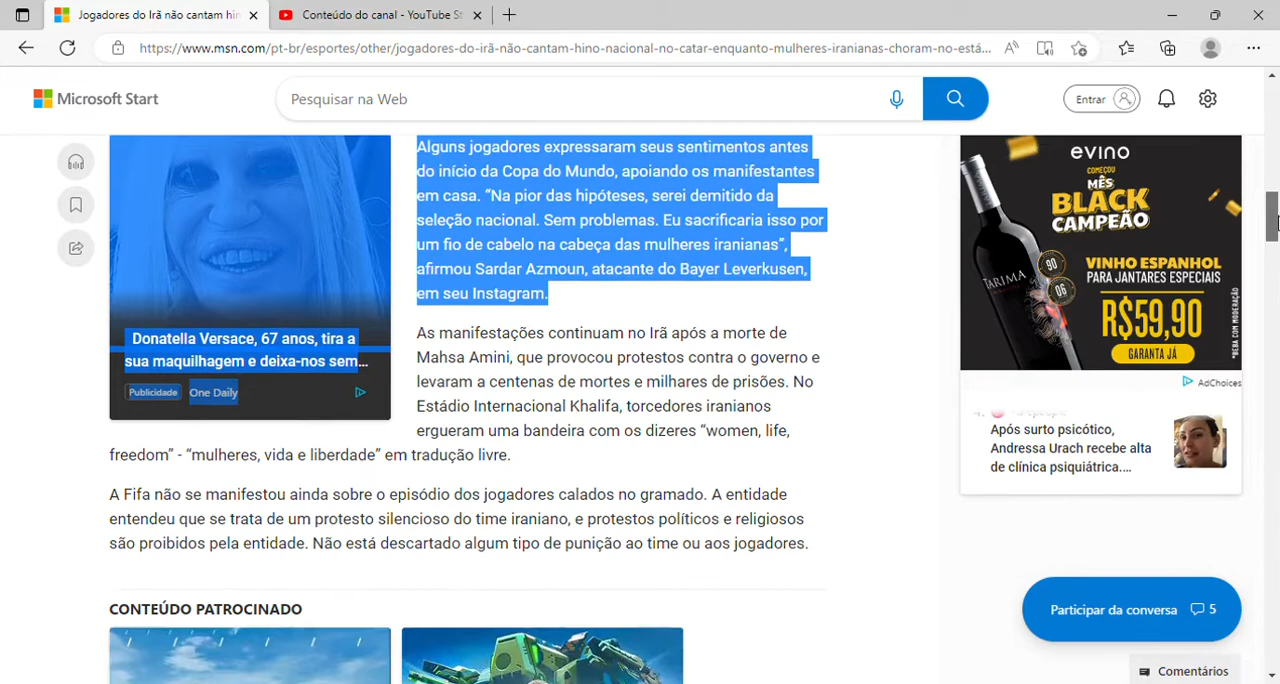 Jogadores do Irã não cantam hin
Conteúdo do canal - YouTube St
https://www.msn.com/pt-br/esportes/other/jogadores-do-irã-não-cantam-hino-nacional-no-catar-enquanto-mulheres-iranianas-choram-no-está...
Microsoft Start
Pesquisar na Web
Entrar
Alguns jogadores expressaram seus sentimentos antes
do início da Copa do Mundo, apoiando os manifestantes
em casa. “Na pior das hipóteses, serei demitido da
seleção nacional. Sem problemas. Eu sacrificaria isso por
um fio de cabelo na cabeça das mulheres iranianas”,
afirmou Sardar Azmoun, atacante do Bayer Leverkusen,
em seu Instagram.
Donatella Versace, 67 anos, tira a
sua maquilhagem e deixa-nos sem...
Publicidade One Daily
As manifestações continuam no Irã após a morte de
Mahsa Amini, que provocou protestos contra o governo e
levaram a centenas de mortes e milhares de prisões. No
Estádio Internacional Khalifa, torcedores iranianos
ergueram uma bandeira com os dizeres “women, life,
freedom” - “mulheres, vida e liberdade” em tradução livre.
A Fifa não se manifestou ainda sobre o episódio dos jogadores calados no gramado. A entidade
entendeu que se trata de um protesto silencioso do time iraniano, e protestos políticos e religiosos
são proibidos pela entidade. Não está descartado algum tipo de punição ao time ou aos jogadores.
CONTEÚDO PATROCINADO
evino
COMEÇOU
MÊS
BLACK
CAMPEÃO
TARIMA
90
06
VINHO ESPANHOL
PARA JANTARES ESPECIAIS
R$59,90
GARANTA JÁ
*BEBA COM MODERAÇÃO
AdChoices
Após surto psicótico,
Andressa Urach recebe alta
de clínica psiquiátrica....
Participar da conversa 5
Comentários